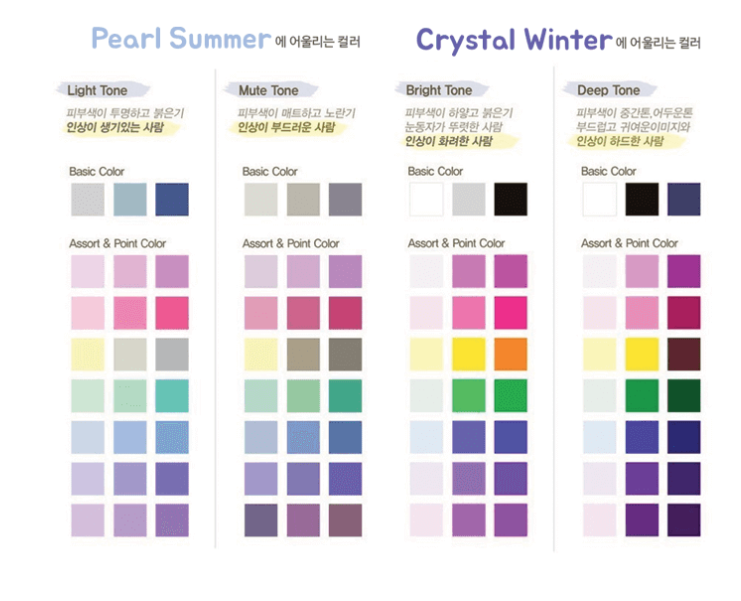 Pearl Summer 에 어울리는 컬러
Crystal Winter 에 어울리는 컬러
Light Tone
피부색이 투명하고 붉은기
인상이 생기있는 사람
Basic Color
Assort & Point Color
Mute Tone
피부색이 매트하고 노란기
인상이 부드러운 사람
Basic Color
Assort & Point Color
Bright Tone
피부색이 하얗고 붉은기
눈동자가 뚜렷한 사람
인상이 화려한 사람
Basic Color
Assort & Point Color
Deep Tone
피부색이 중간톤,어두운톤
부드럽고 귀여운이미지와
인상이 하드한 사람
Basic Color
Assort & Point Color